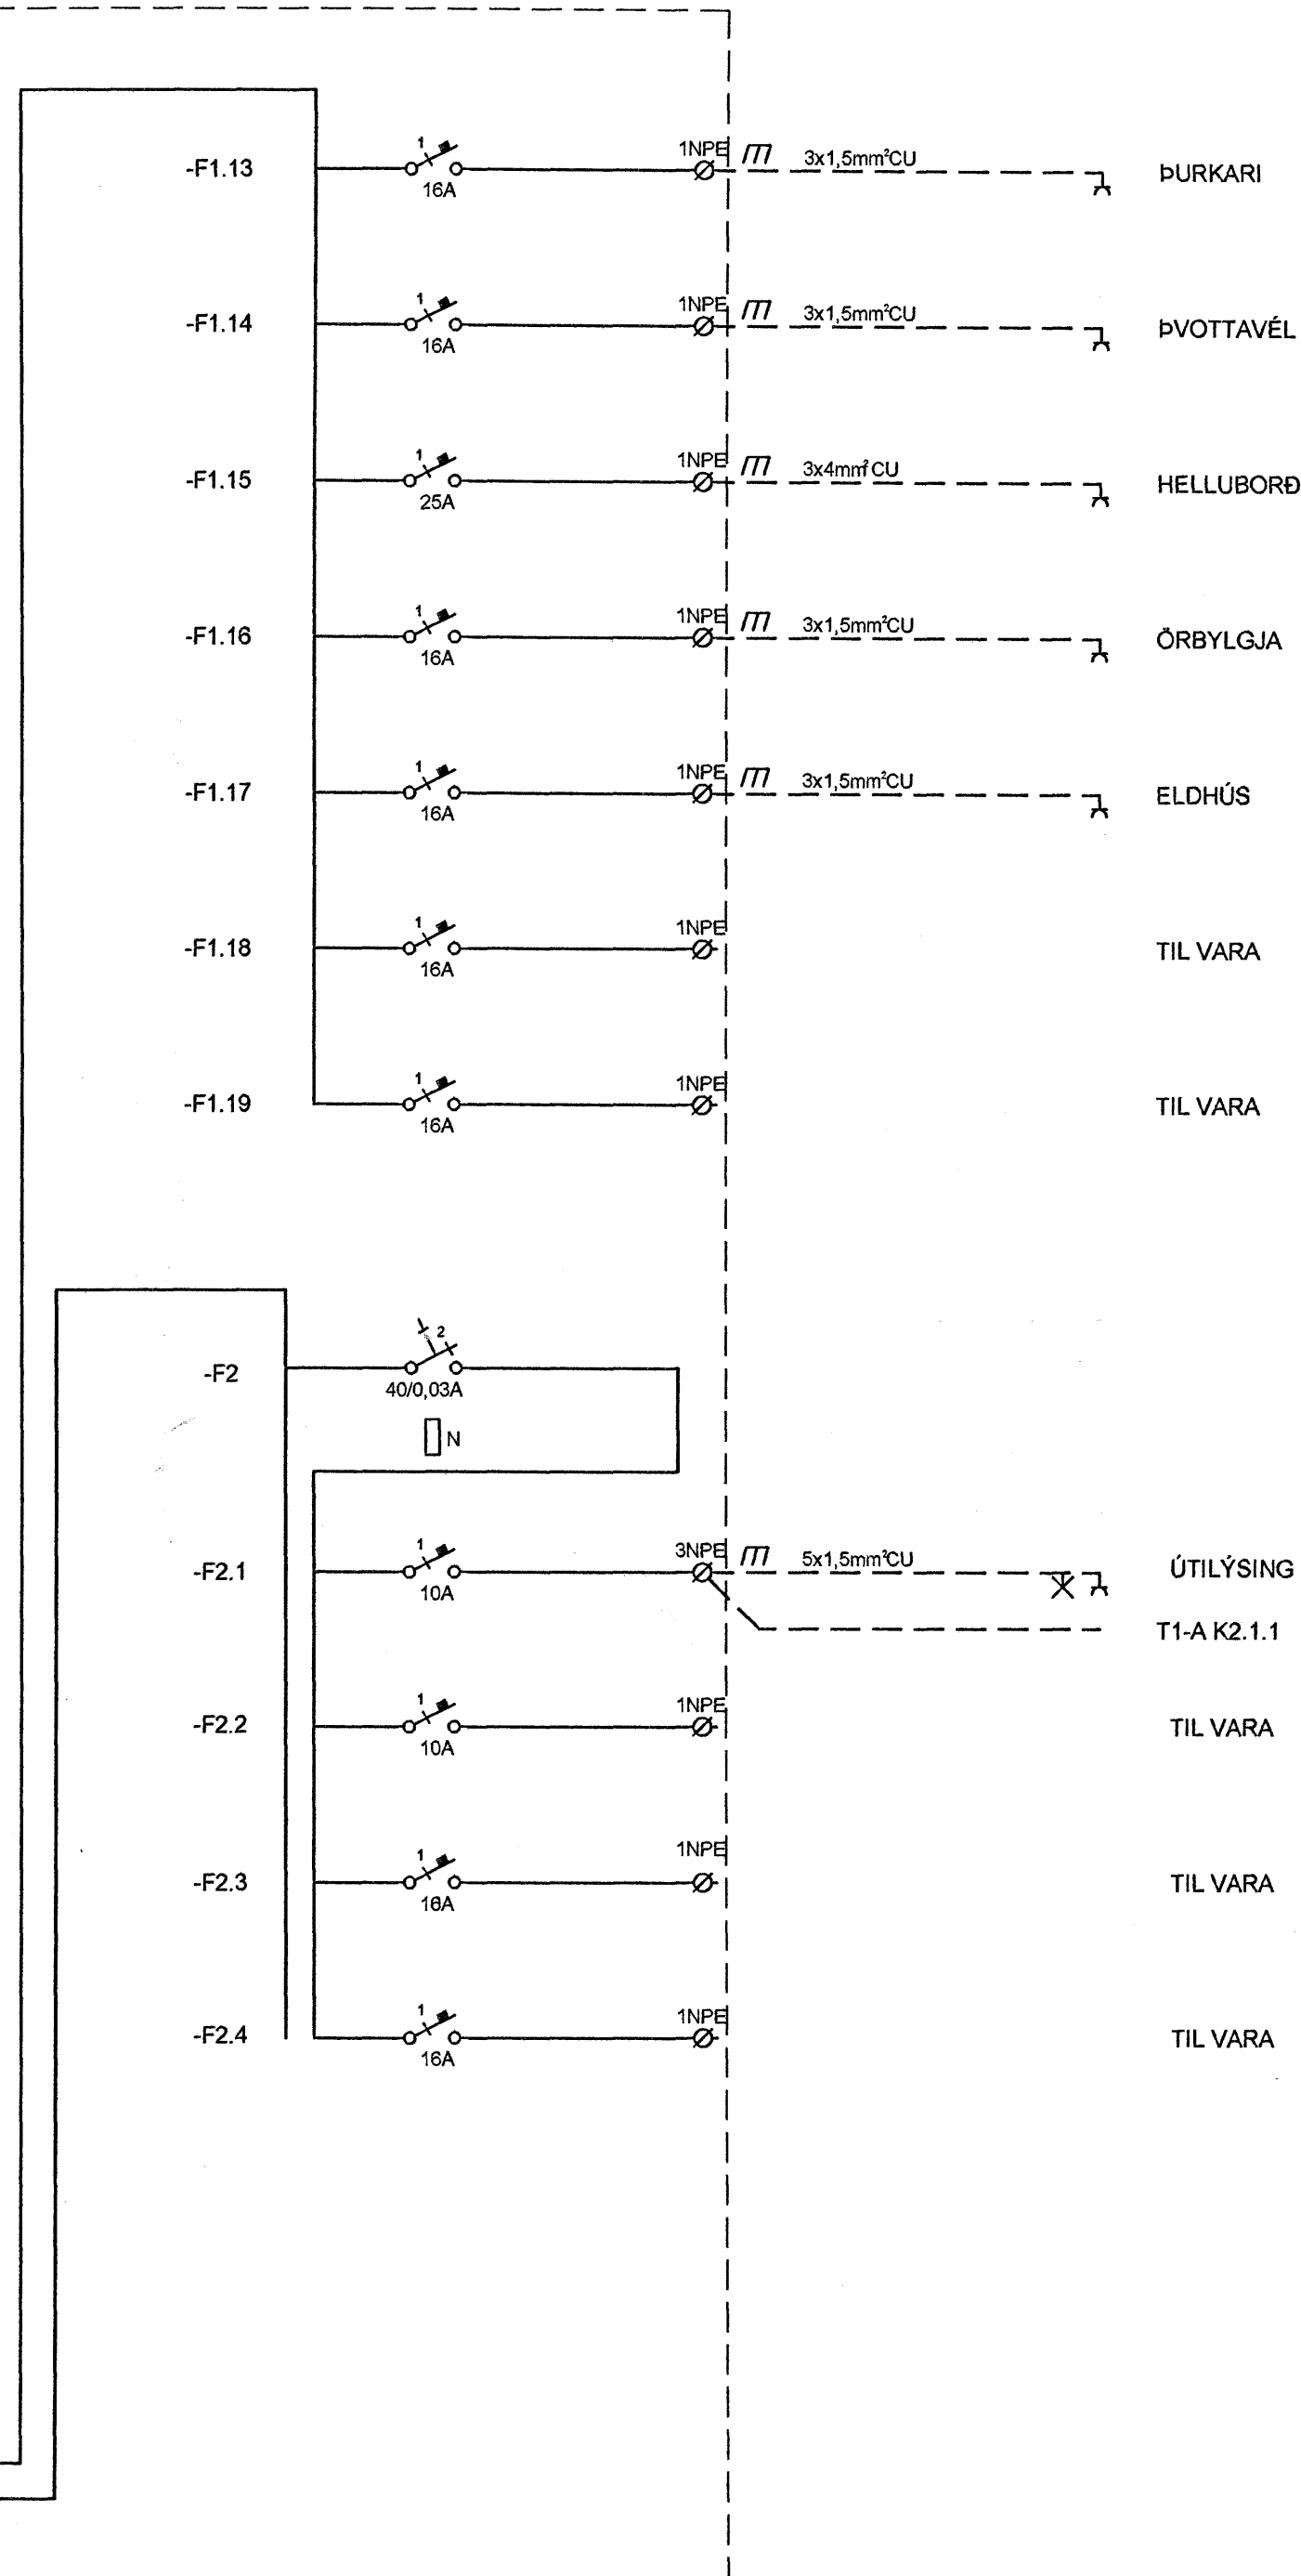 -F1.13 1 16A 1NPE 3x1,5mm²CU ÞURKARI
-F1.14 1 16A 1NPE 3x1,5mm²CU ÞVOTTAVÉL
-F1.15 1 25A 1NPE 3x4mm² CU HELLUBORÐ
-F1.16 1 16A 1NPE 3x1,5mm²CU ÖRBYLGJA
-F1.17 1 16A 1NPE 3x1,5mm²CU ELDHÚS
-F1.18 1 16A 1NPE TIL VARA
-F1.19 1 16A 1NPE TIL VARA
-F2 2 40/0,03A
N
-F2.1 1 10A 3NPE 5x1,5mm²CU ÚTILÝSING
T1-A K2.1.1
-F2.2 1 10A 1NPE TIL VARA
-F2.3 1 16A 1NPE TIL VARA
-F2.4 1 16A 1NPE TIL VARA